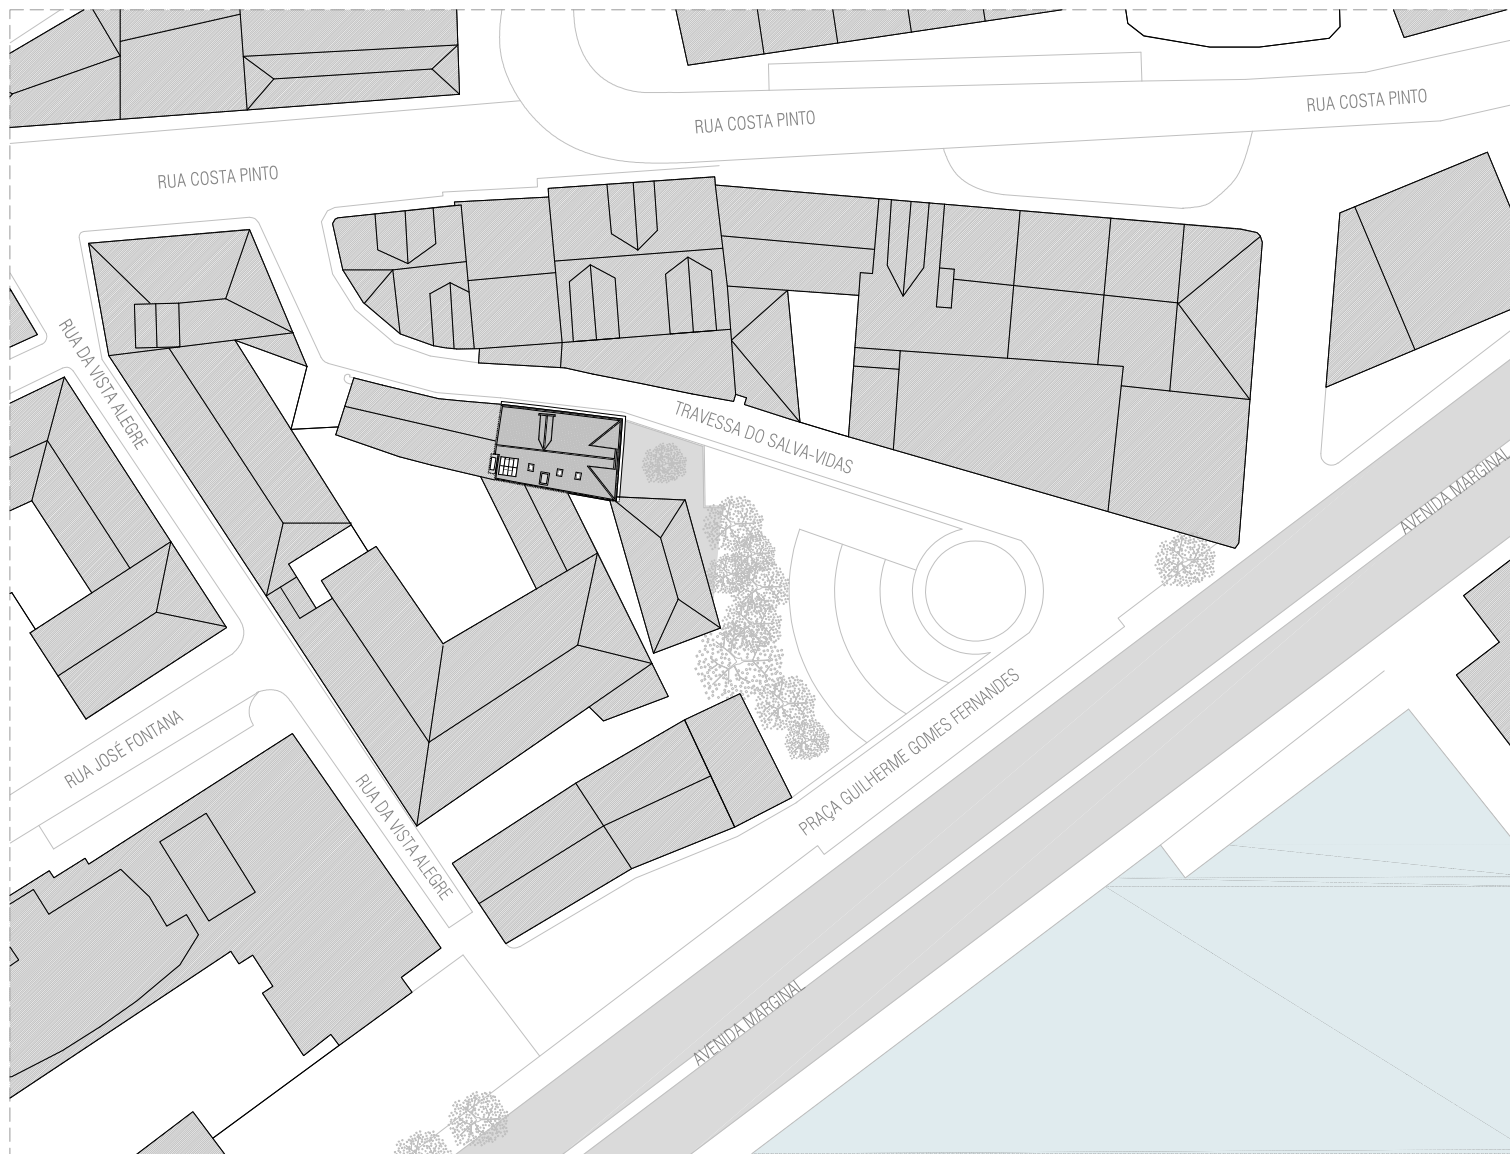 RUA COSTA PINTO
RUA COSTA PINTO
RUA COSTA PINTO
RUA DA VISTA ALEGRE
TRAVESSA DO SALVA-VIDAS
AVENIDA MARGINAL
RUA JOSÉ FONTANA
PRAÇA GUILHERME GOMES FERNANDES
RUA DA VISTA ALEGRE
AVENIDA MARGINAL